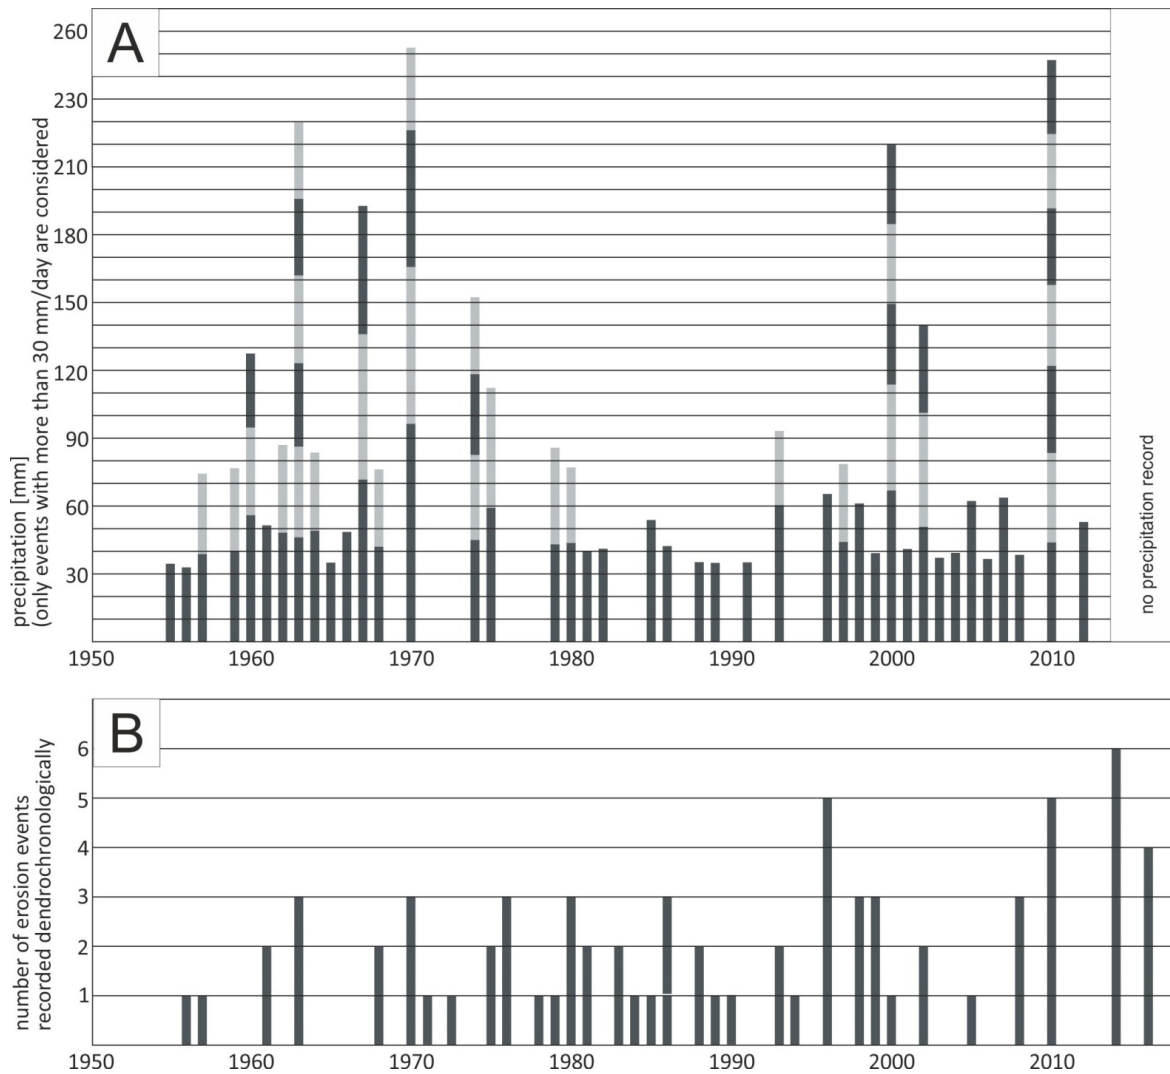 A
260
230
210
180
150
120
90
60
30
precipitation [mm]
(only events with more than 30 mm/day are considered
no precipitation record
1950 1960 1970 1980 1990 2000 2010
B
6
5
4
3
2
1
number of erosion events
recorded dendrochronologically
1950 1960 1970 1980 1990 2000 2010